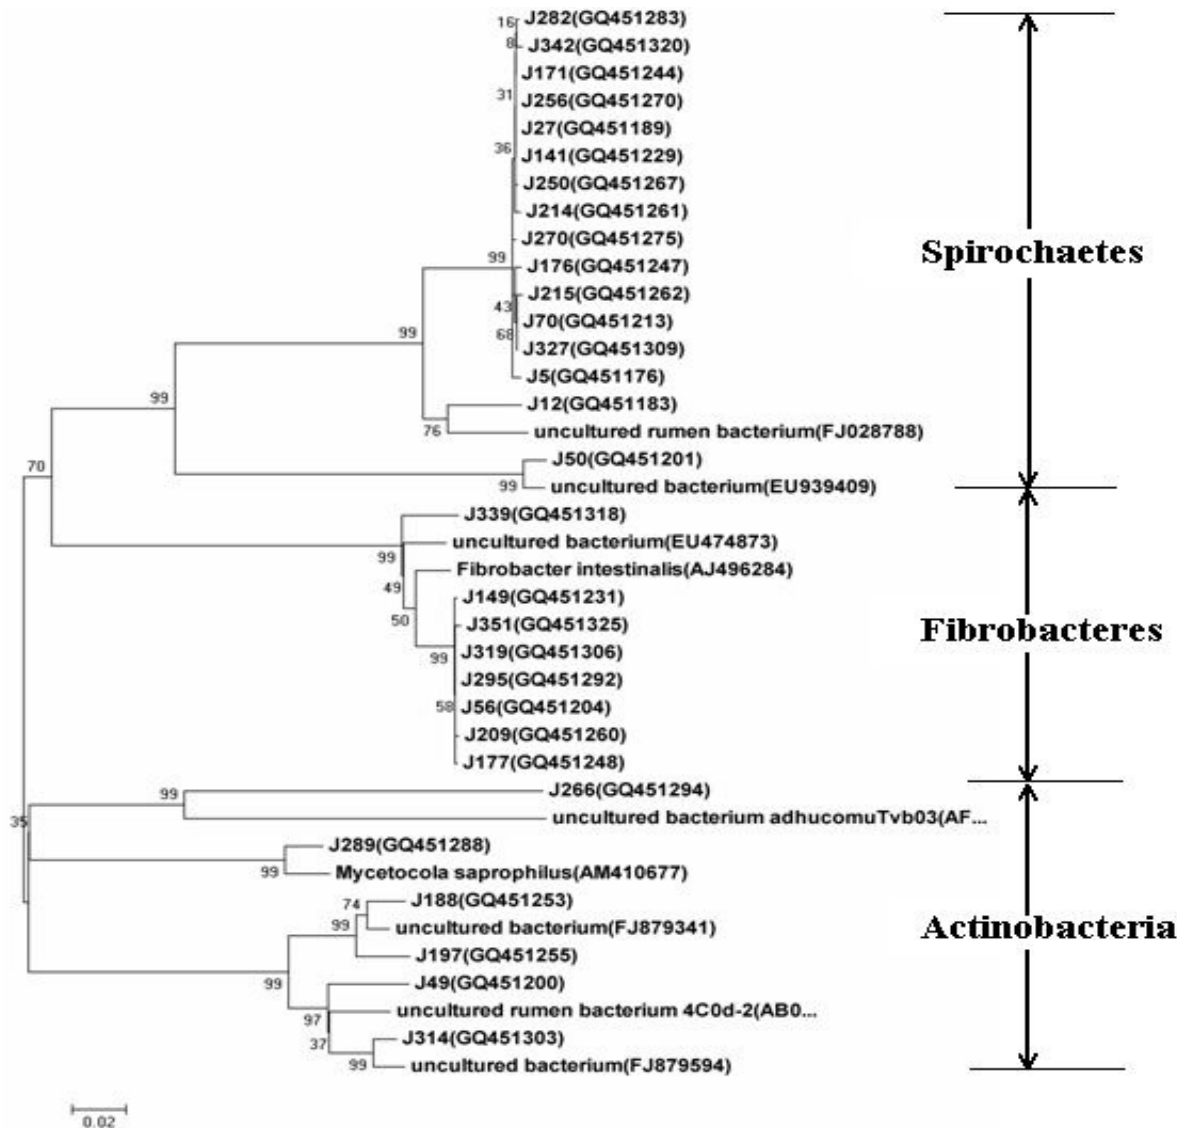 16 J282(GQ451283)
8 J342(GQ451320)
J171(GQ451244)
31 J256(GQ451270)
J27(GQ451189)
36 J141(GQ451229)
J250(GQ451267)
J214(GQ451261)
J270(GQ451275)
Spirochaetes
99 J176(GQ451247)
J215(GQ451262)
43
J70(GQ451213)
99 68
J327(GQ451309)
J5(GQ451176)
99 J12(GQ451183)
76 uncultured rumen bacterium(FJ028788)
70 J50(GQ451201)
99 uncultured bacterium(EU939409)
J339(GQ451318)
uncultured bacterium(EU474873)
99
Fibrobacter intestinalis(AJ496284)
49
J149(GQ451231)
50 J351(GQ451325)
Fibrobacteres
99 J319(GQ451306)
J295(GQ451292)
58 J56(GQ451204)
J209(GQ451260)
J177(GQ451248)
99 J266(GQ451294)
35 uncultured bacterium adhucomuTvb03(AF...
J289(GQ451288)
99 Mycetocola saprophilus(AM410677)
74 J188(GQ451253)
99 uncultured bacterium(FJ879341)
Actinobacteria
J197(GQ451255)
99 J49(GQ451200)
uncultured rumen bacterium 4C0d-2(AB0...
97
37 J314(GQ451303)
99 uncultured bacterium(FJ879594)
0.02